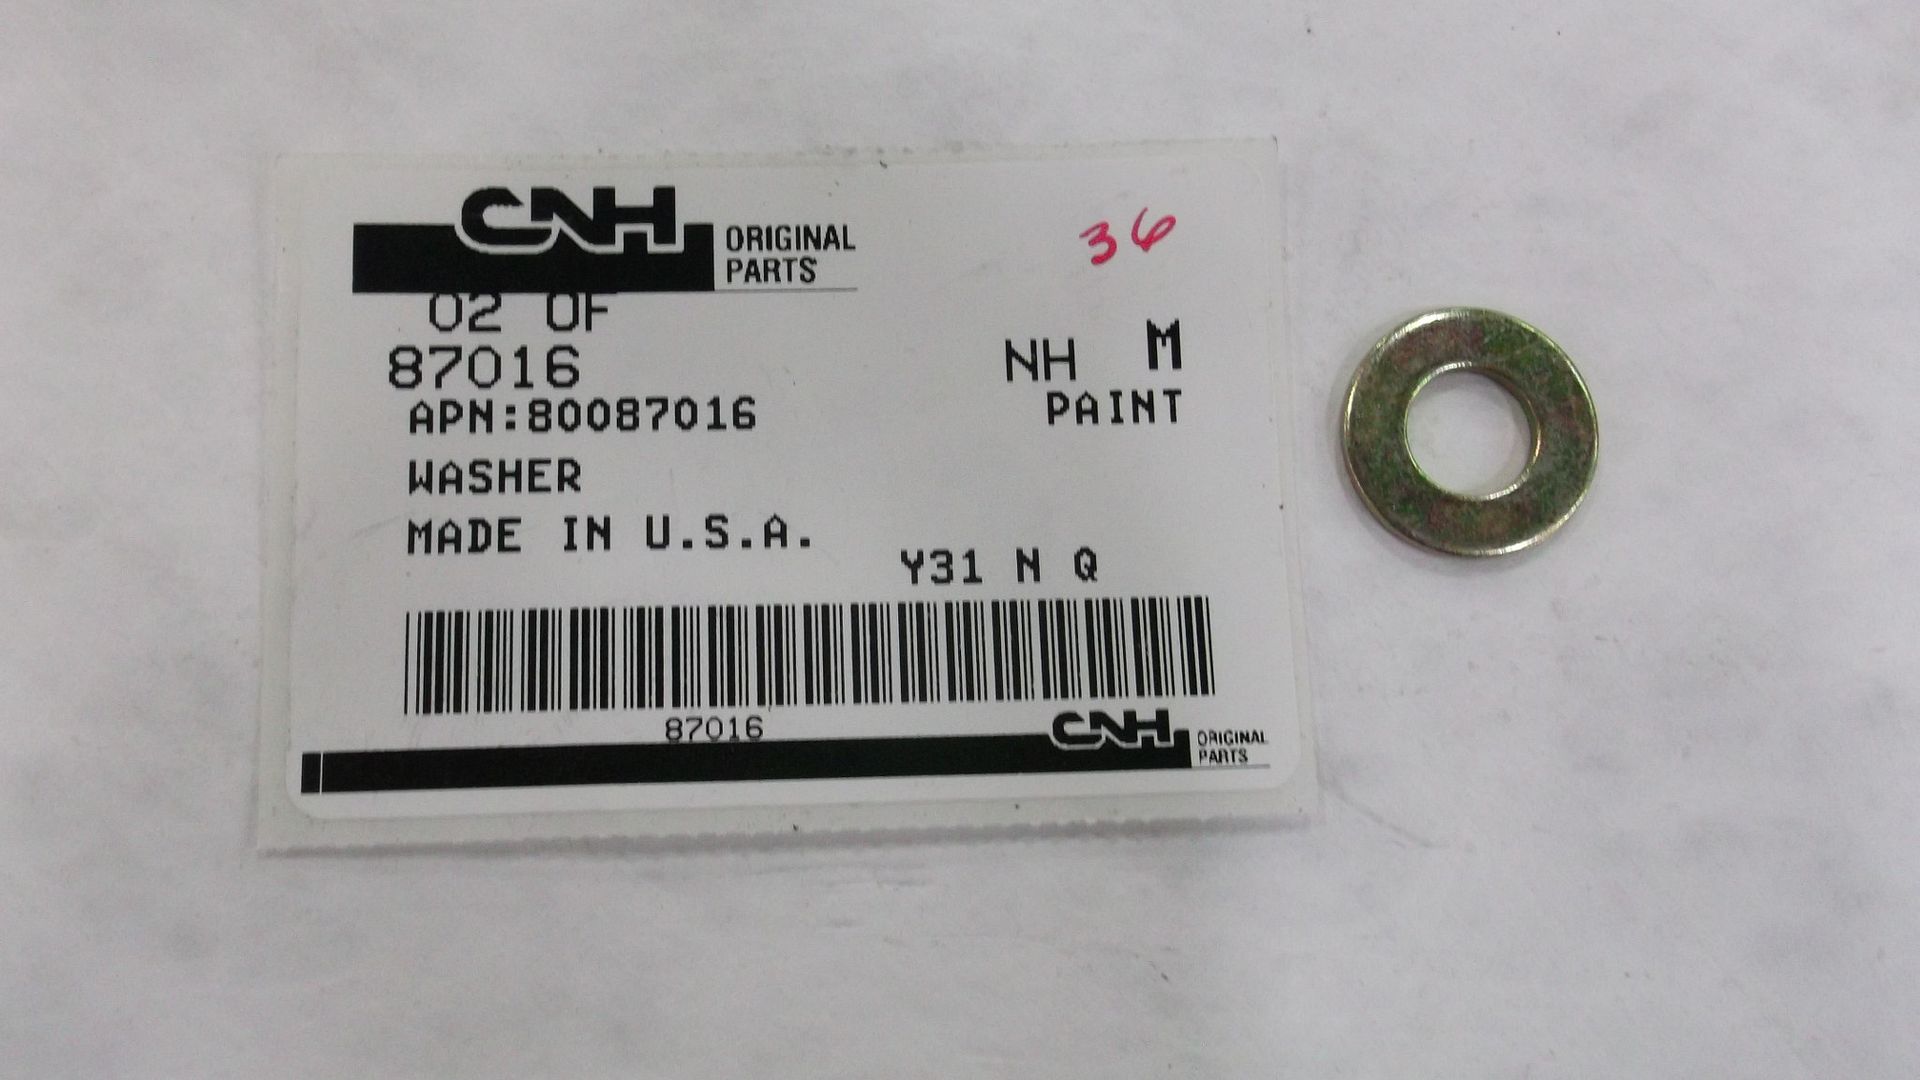 CNH
ORIGINAL
PARTS
36
02 OF
87016
NH M
APN:80087016
PAINT
WASHER
MADE IN U.S.A.
Y31 N Q
87016
CNH
ORIGINAL
PARTS